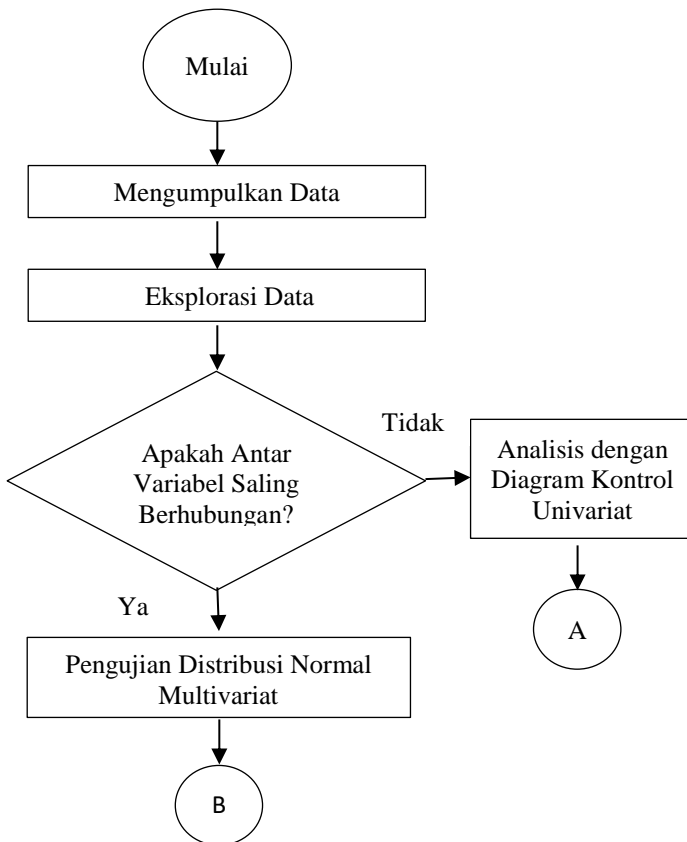 Mulai
Mengumpulkan Data
Eksplorasi Data
Apakah Antar
Variabel Saling
Berhubungan?
Tidak
Analisis dengan
Diagram Kontrol
Univariat
A
Ya
Pengujian Distribusi Normal
Multivariat
B